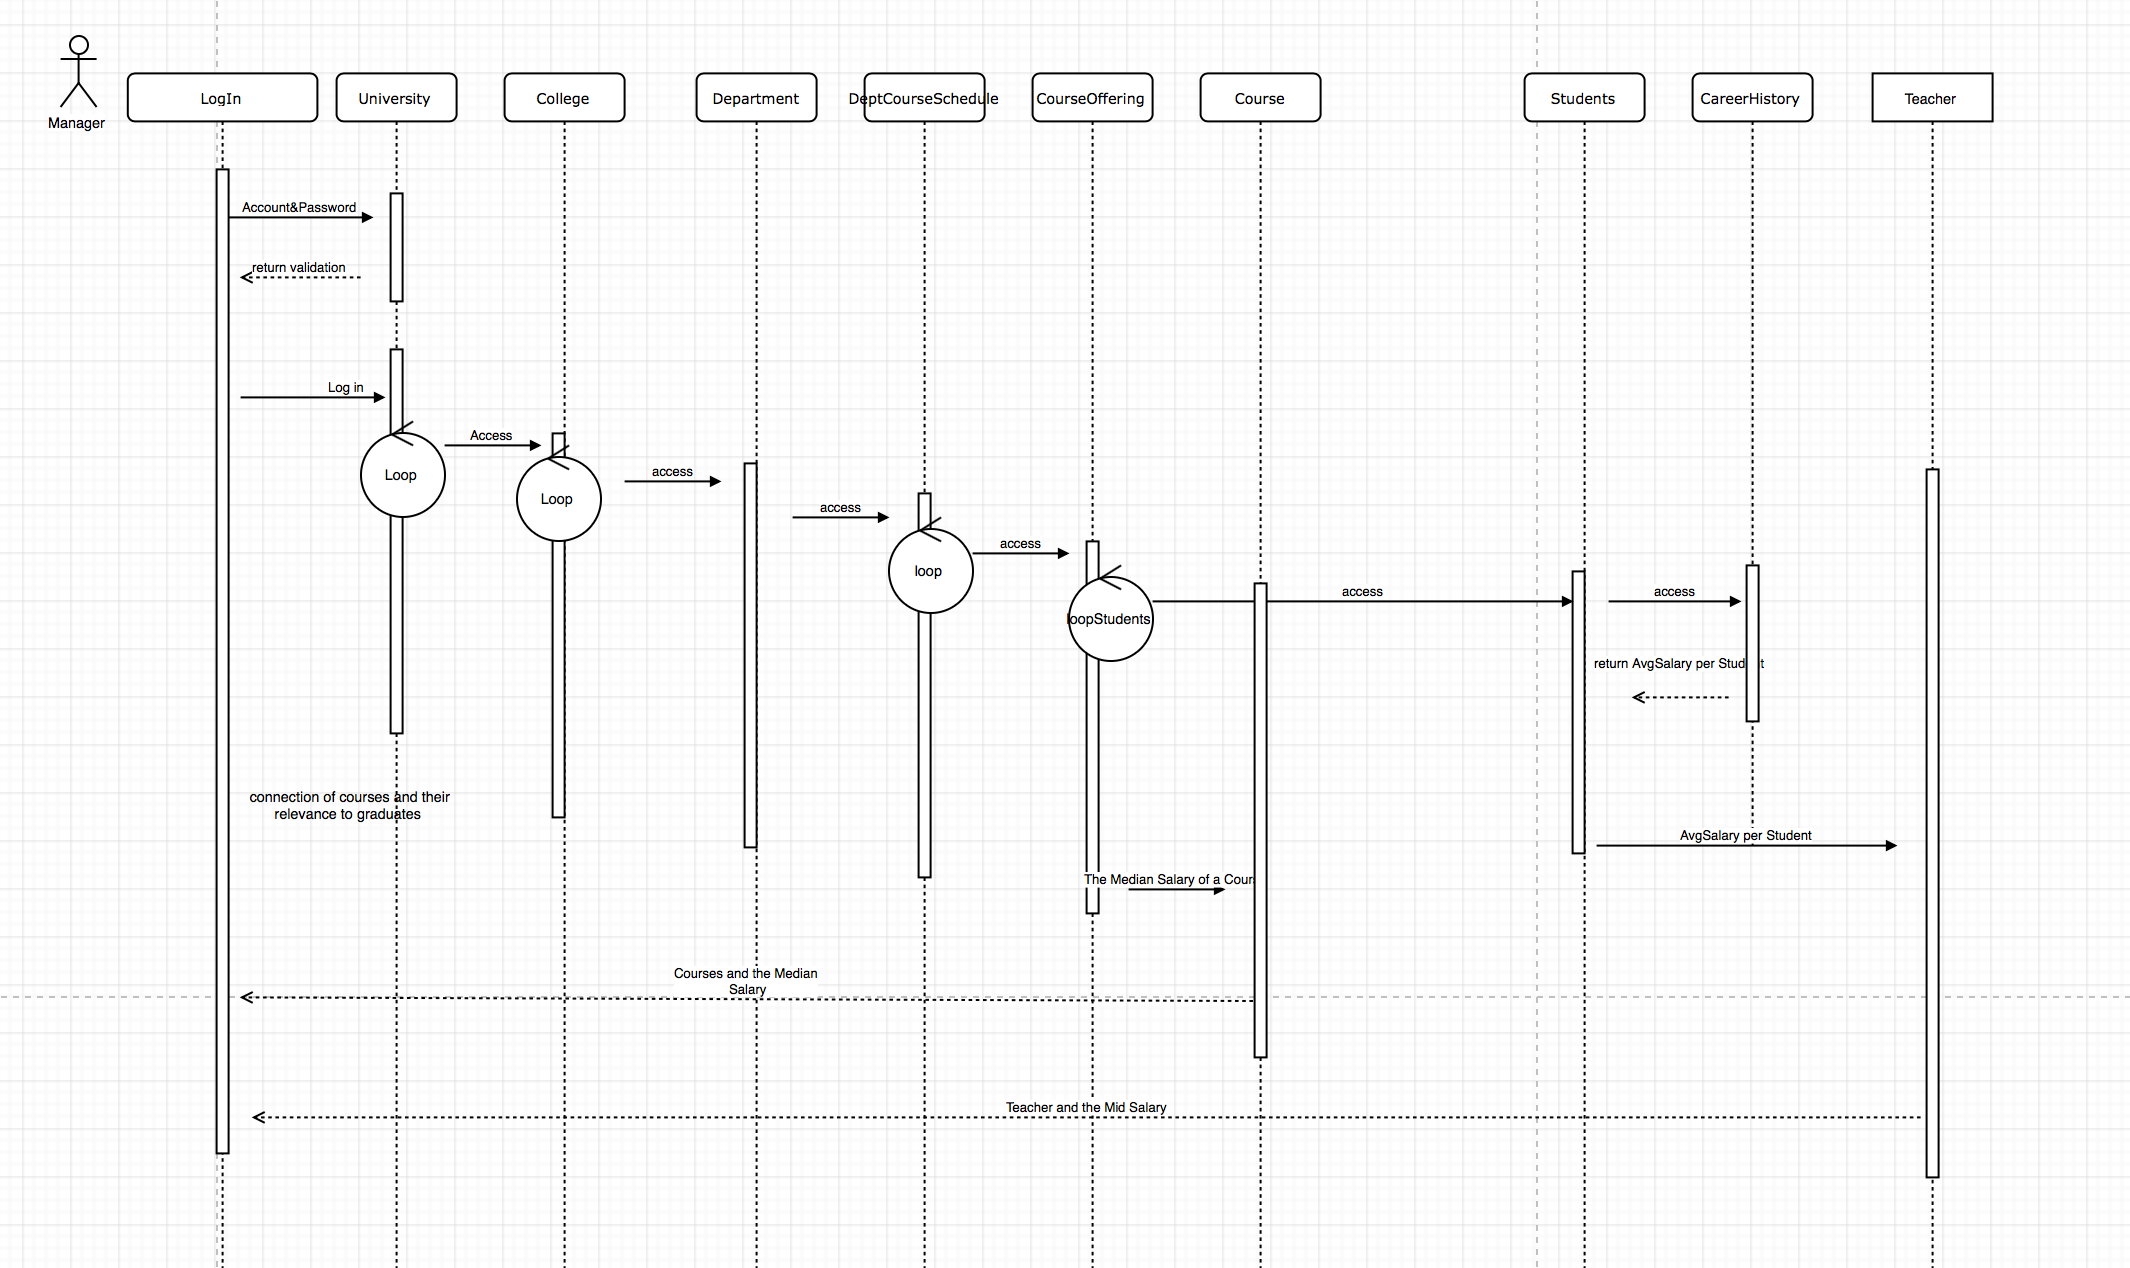 Manager
LogIn
University
College
Department
DeptCourseSchedule
CourseOffering
Course
Students
CareerHistory
Teacher
Account&Password
return validation
Log in
Loop
Access
Loop
access
access
loop
access
loopStudents
access
access
return AvgSalary per Stud t
connection of courses and their
relevance to graduates
AvgSalary per Student
The Median Salary of a Cour
Courses and the Median
Salary
Teacher and the Mid Salary